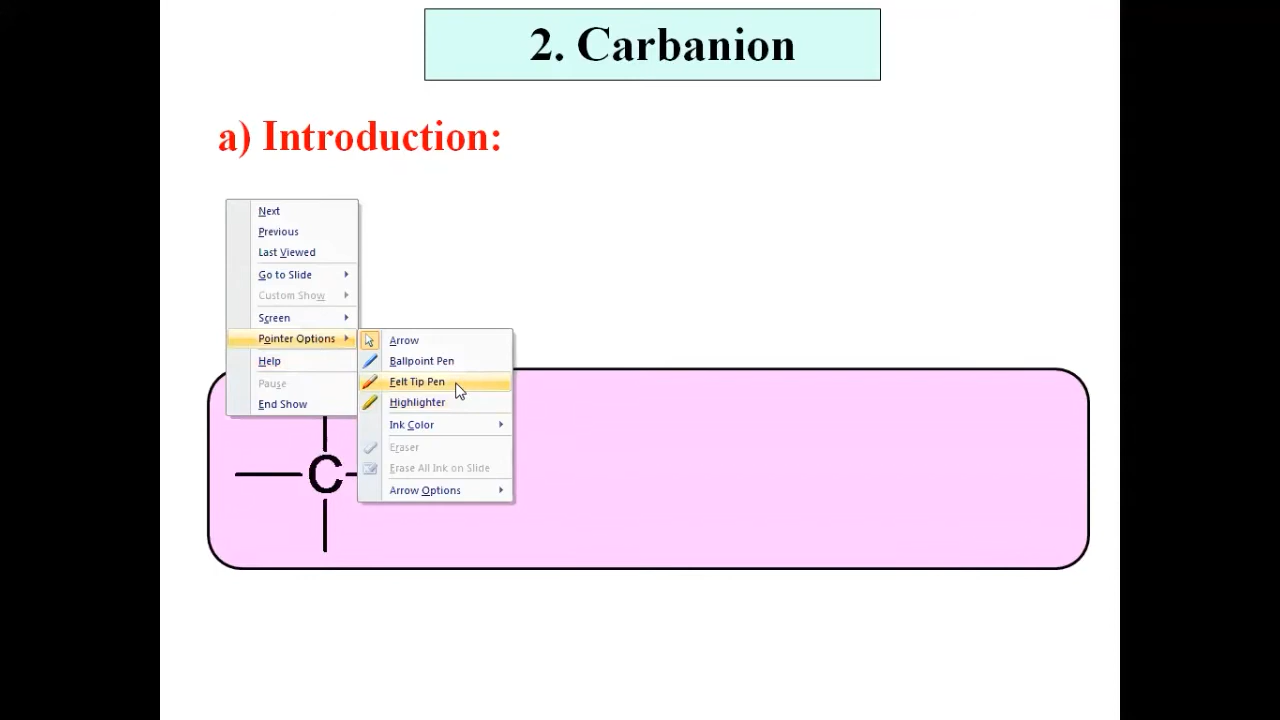 2. Carbanion
a) Introduction:
Next
Previous
Last Viewed
Go to Slide
Custom Show
Screen
Pointer Options
Help
Pause
End Show
Arrow
Ballpoint Pen
Felt Tip Pen
Highlighter
Ink Color
Eraser
Erase All Ink on Slide
Arrow Options
C